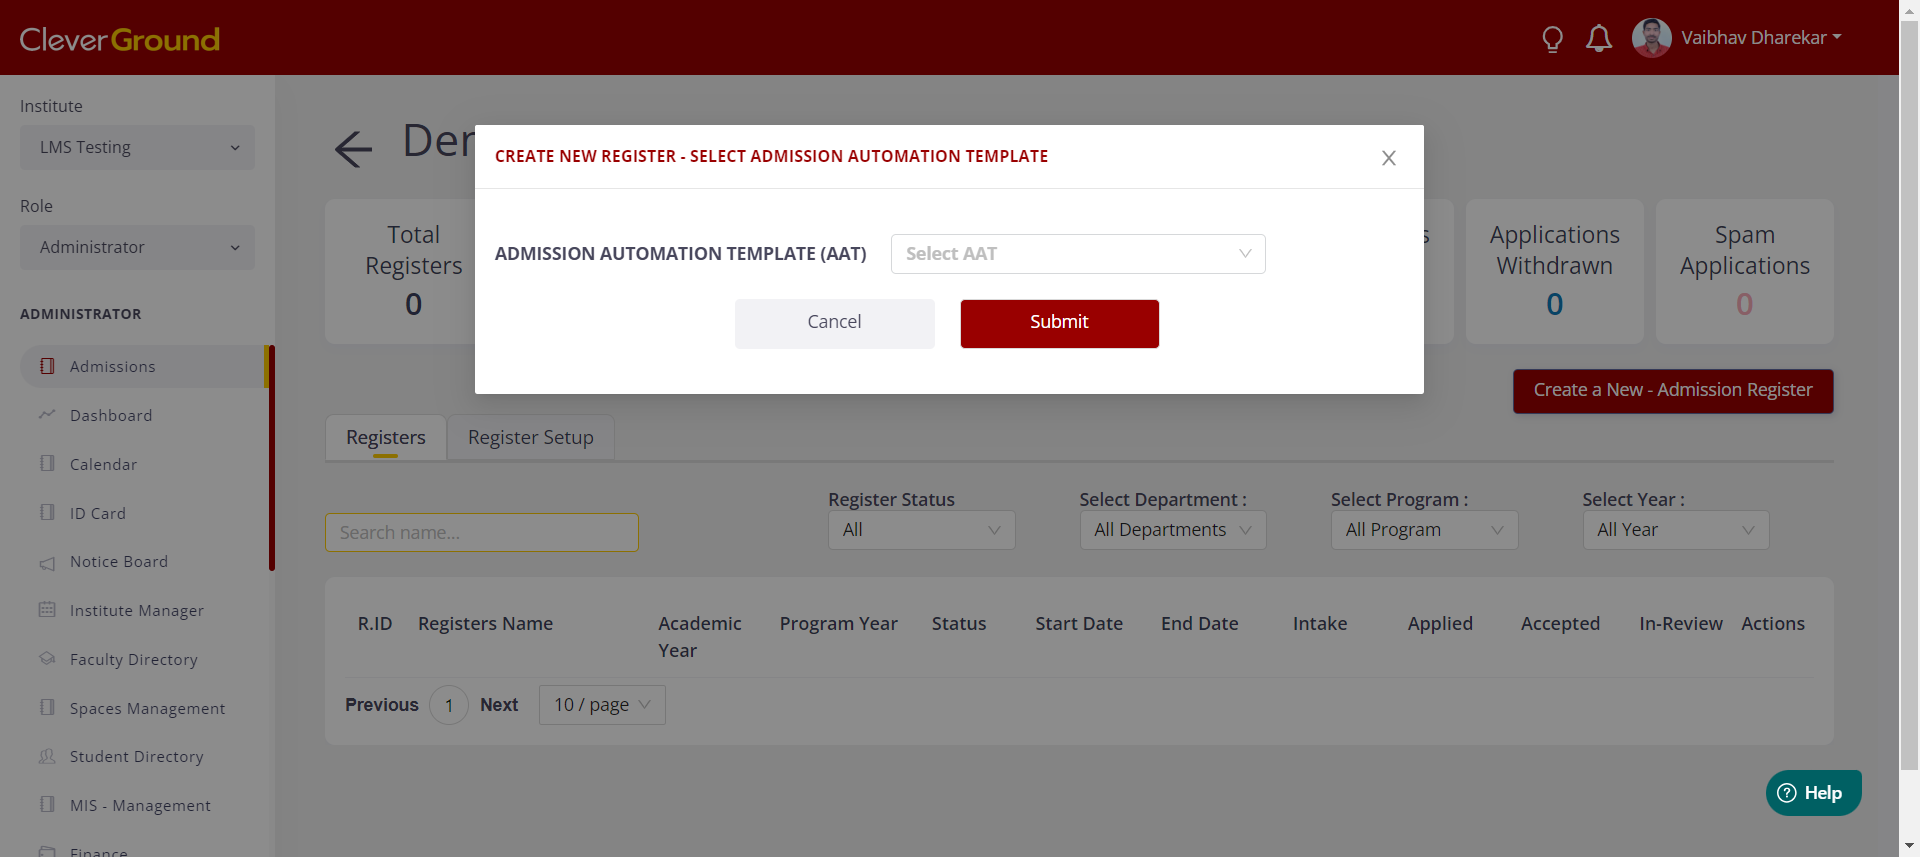 CleverGround
Vaibhav Dharekar
Institute
LMS Testing
Role
Administrator
ADMINISTRATOR
Admissions
Dashboard
Calendar
ID Card
Notice Board
Institute Manager
Faculty Directory
Spaces Management
Student Directory
MIS - Management
Finance
CREATE NEW REGISTER - SELECT ADMISSION AUTOMATION TEMPLATE
ADMISSION AUTOMATION TEMPLATE (AAT)
Select AAT
Cancel
Submit
Total
Registers
0
Applications
Withdrawn
0
Spam
Applications
0
Create a New - Admission Register
Registers
Register Setup
Search name...
Register Status
All
Select Department :
All Departments
Select Program :
All Program
Select Year :
All Year
R.ID Registers Name Academic Program Year Status Start Date End Date Intake Applied Accepted In-Review Actions
Year
Previous 1 Next 10 / page
Help